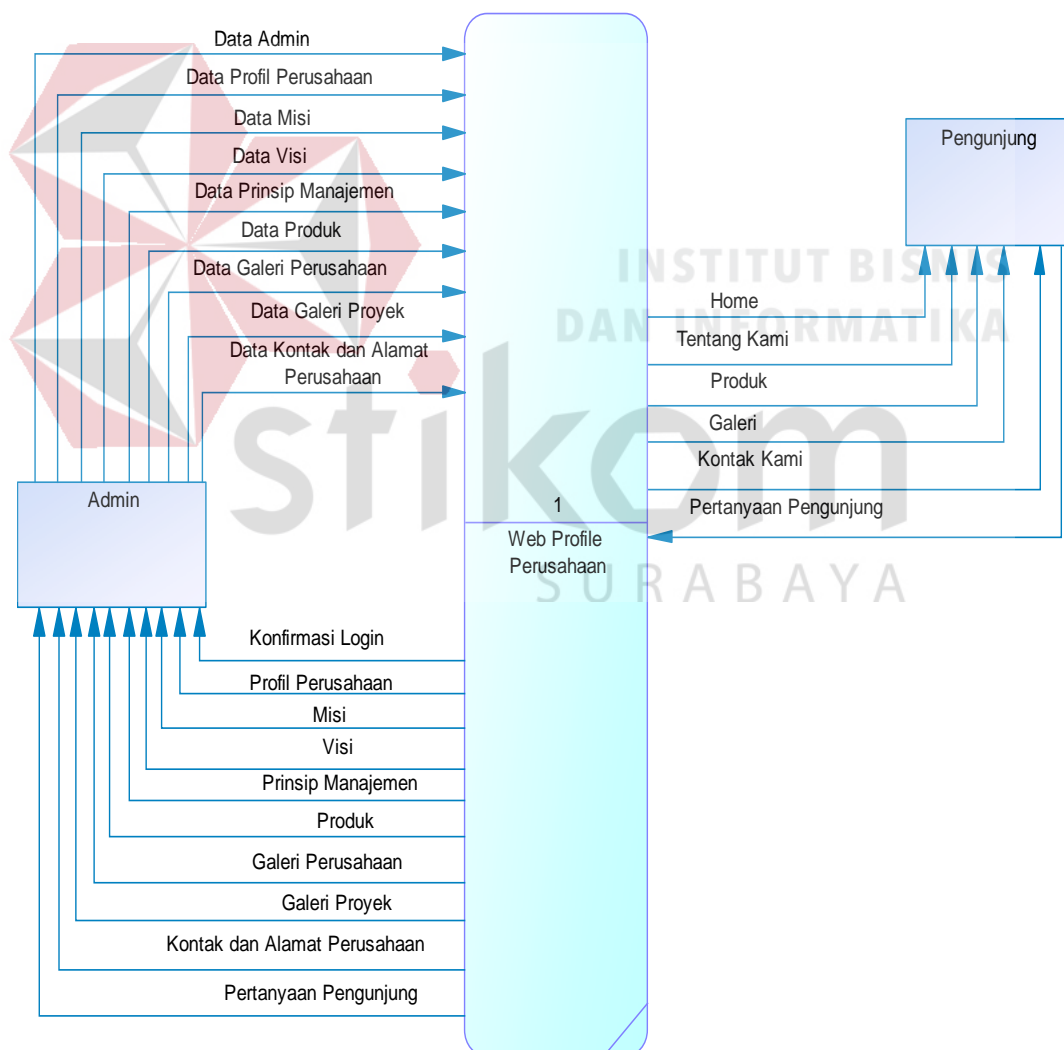 Data Admin
Data Profil Perusahaan
Data Misi
Data Visi
Data Prinsip Manajemen
Data Produk
Data Galeri Perusahaan
Data Galeri Proyek
Data Kontak dan Alamat
Perusahaan
Pengunjung
INSTITUT BISNIS
DAN INFORMATIKA
Home
Tentang Kami
Produk
Galeri
Kontak Kami
Pertanyaan Pengunjung
stikom
SURABAYA
Admin
1
Web Profile
Perusahaan
Konfirmasi Login
Profil Perusahaan
Misi
Visi
Prinsip Manajemen
Produk
Galeri Perusahaan
Galeri Proyek
Kontak dan Alamat Perusahaan
Pertanyaan Pengunjung